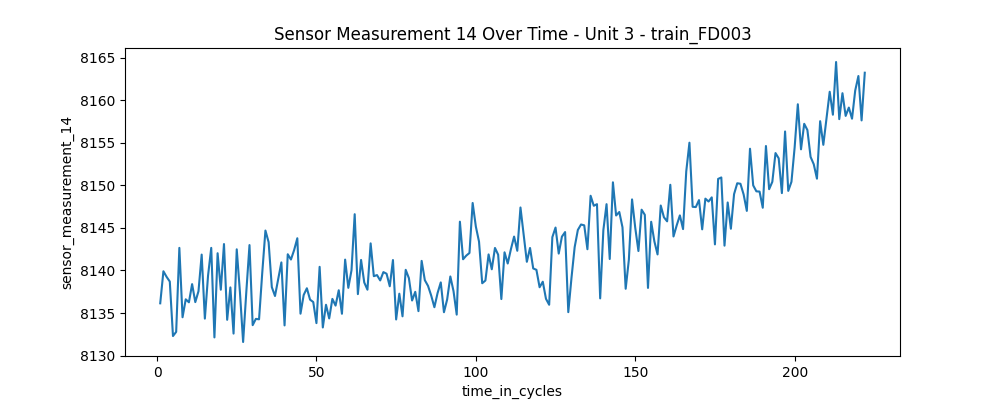 Sensor Measurement 14 Over Time - Unit 3 - train_FD003
8165
8160
8155
8150
8145
8140
8135
8130
sensor_measurement_14
0 50 100 150 200
time_in_cycles